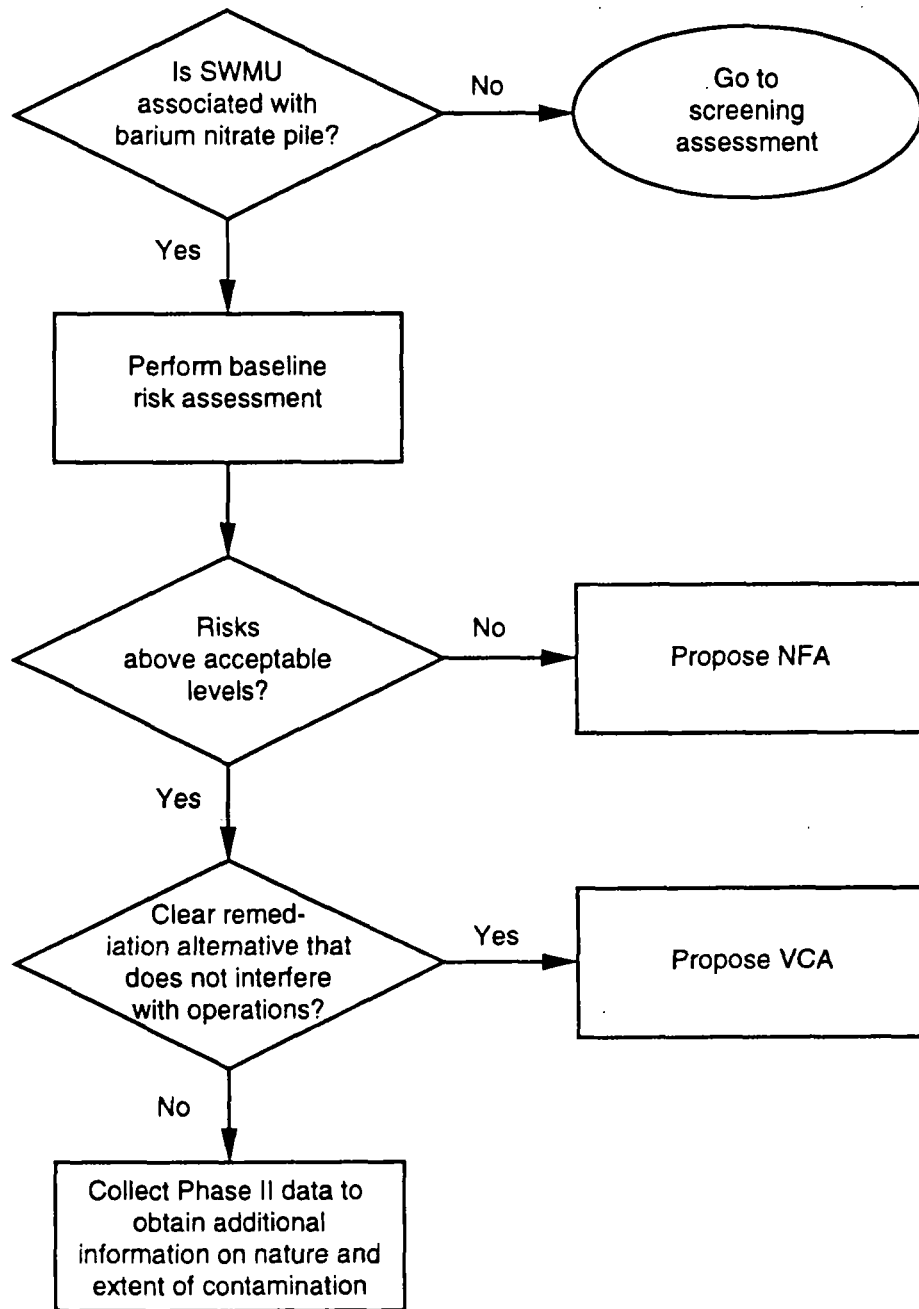 Is SWMU
associated with
barium nitrate pile?
No
Go to
screening
assessment
Yes
Perform baseline
risk assessment
Risks
above acceptable
levels?
No
Propose NFA
Yes
Clear remed-
iation alternative that
does not interfere
with operations?
Yes
Propose VCA
No
Collect Phase II data to
obtain additional
information on nature and
extent of contamination